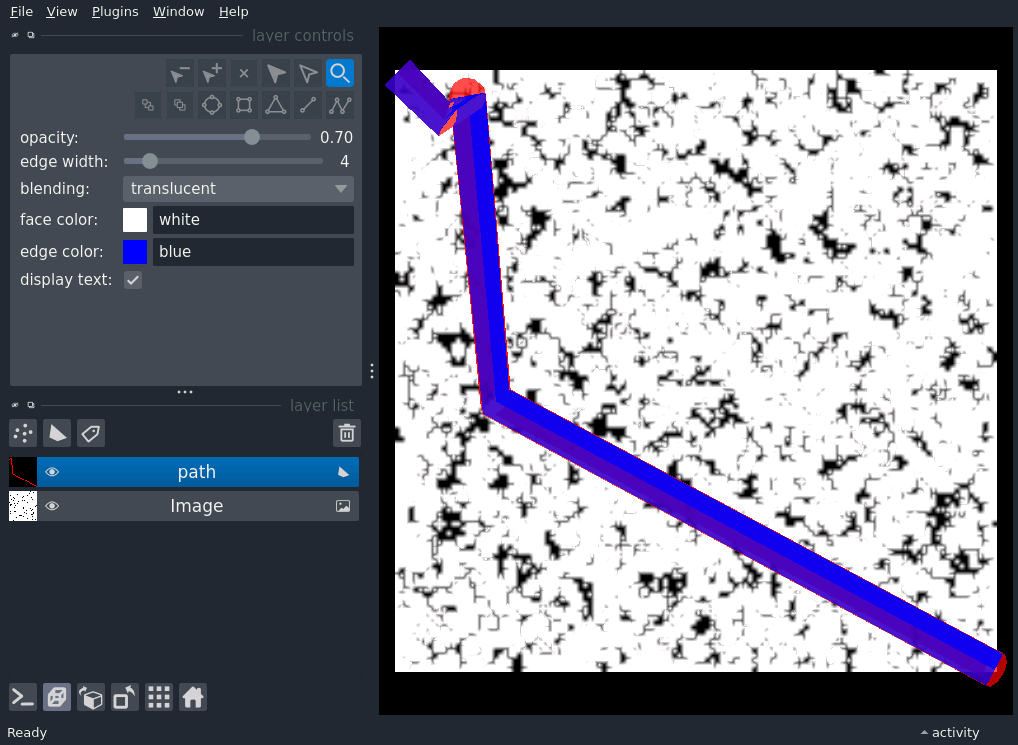 File View Plugins Window Help
layer controls
opacity: 0.70
edge width: 4
blending: translucent
face color: white
edge color: blue
display text:
layer list
path
Image
Ready
activity